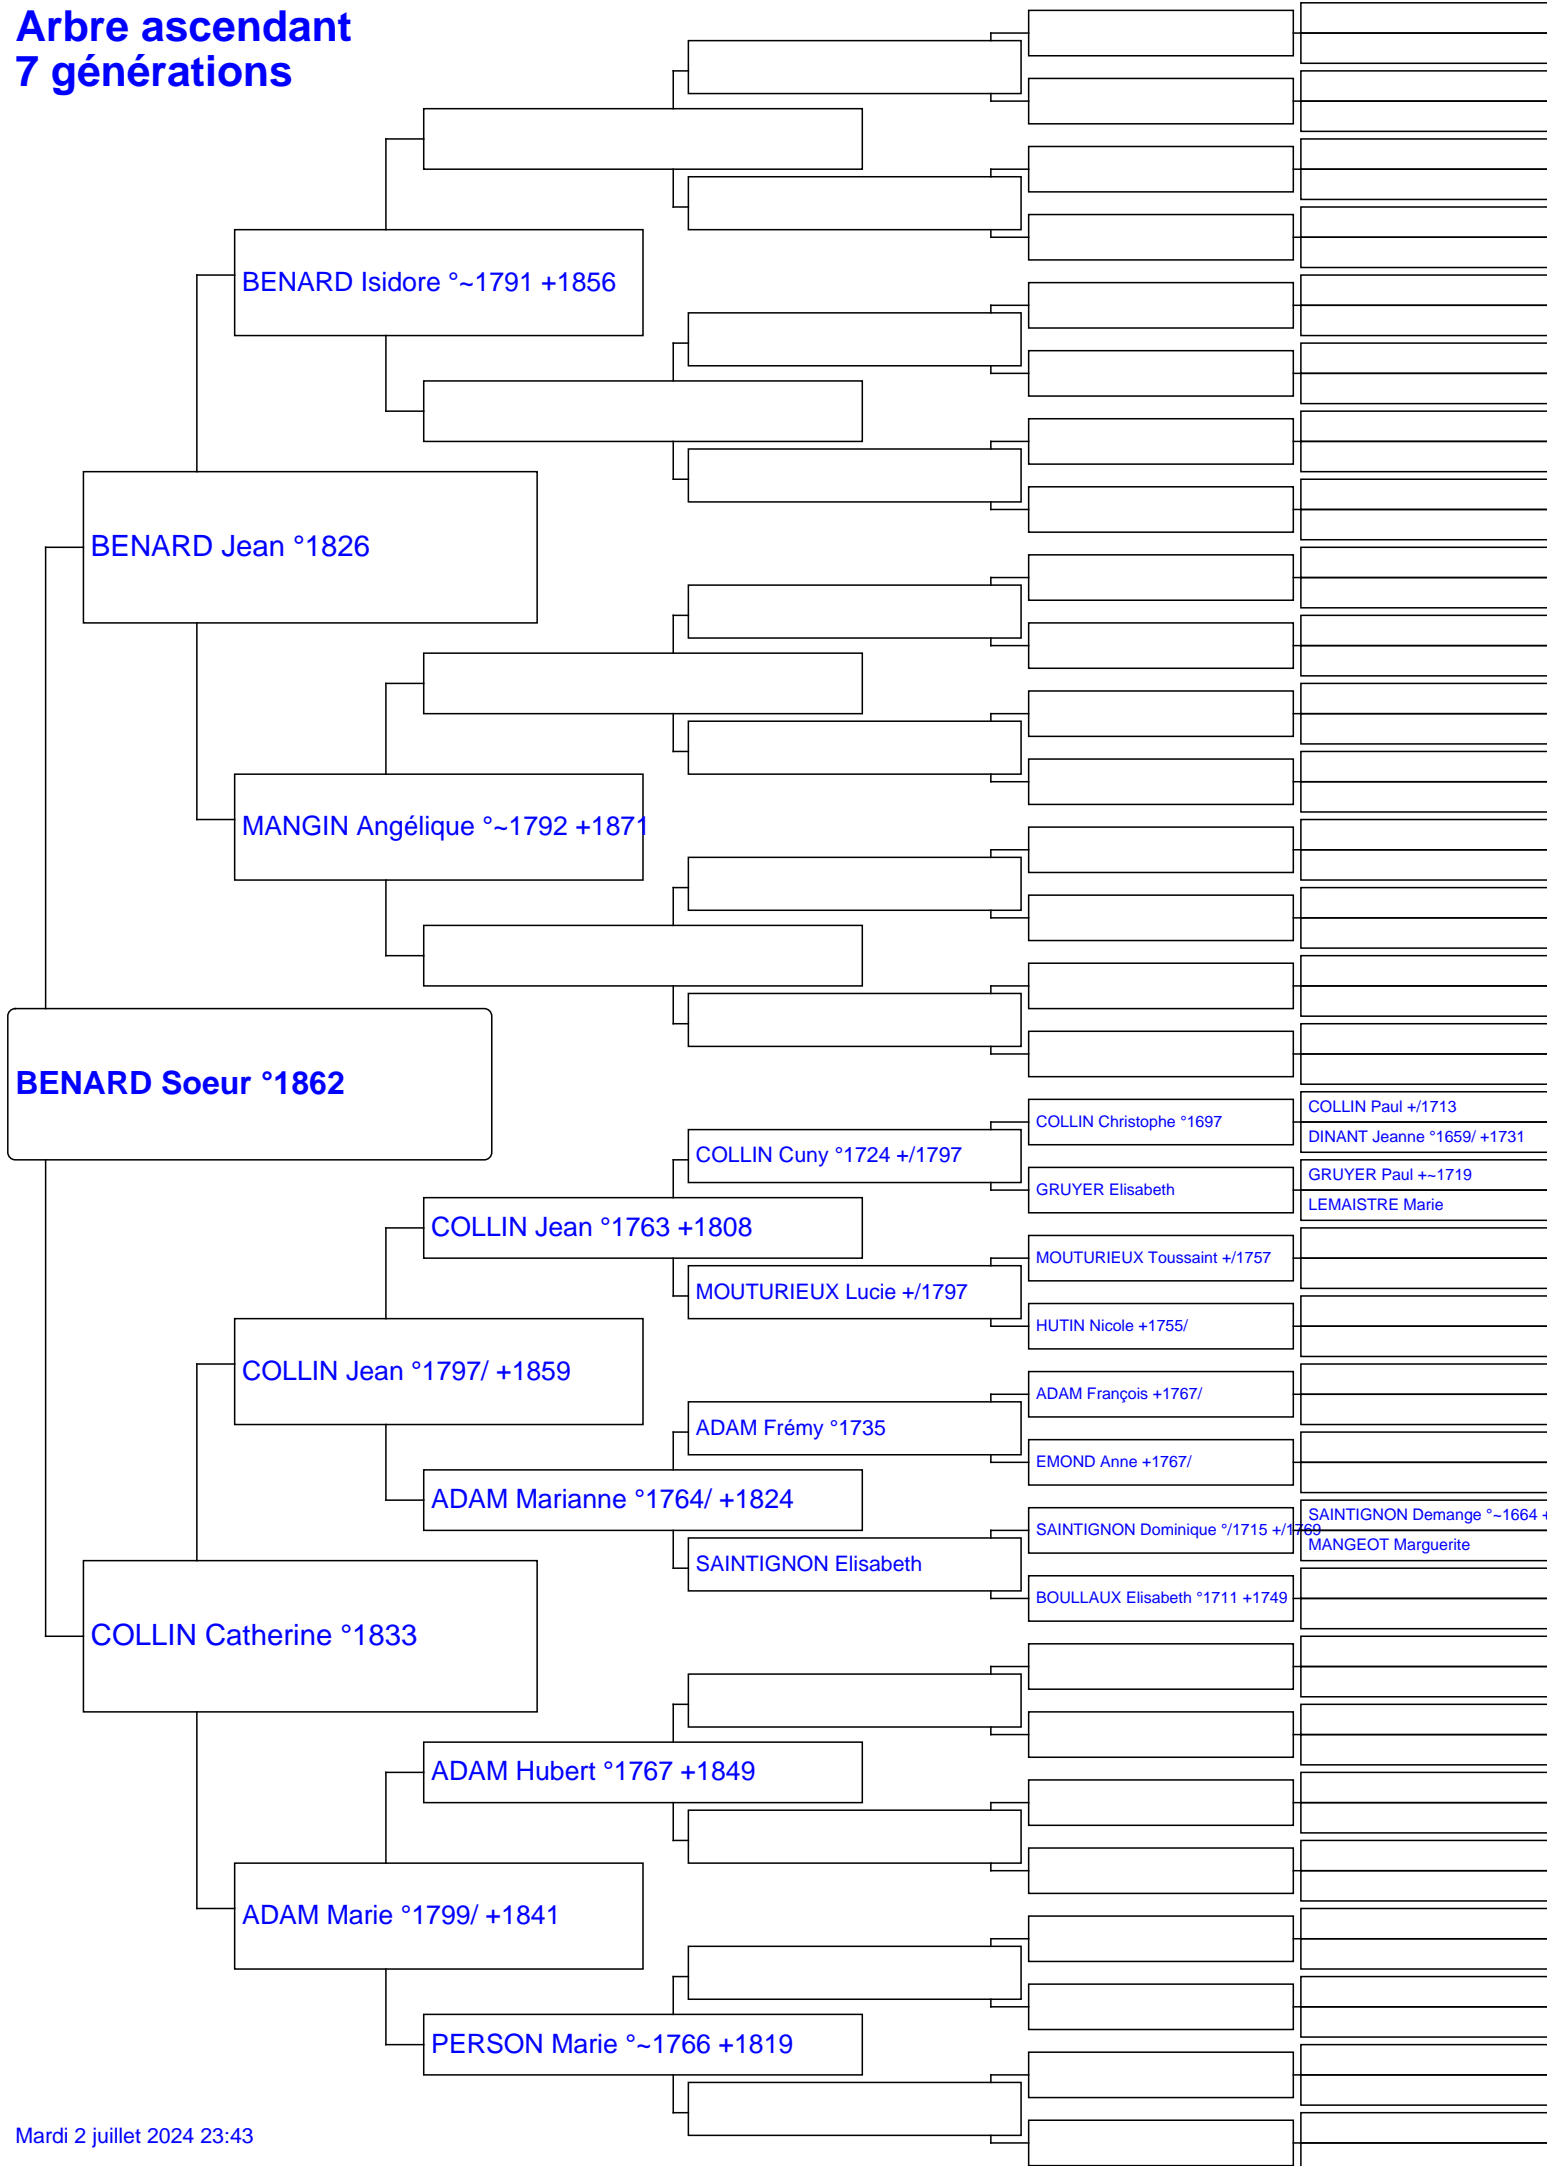 Arbre ascendant
7 générations
BENARD Isidore °~1791 +1856
BENARD Jean °1826
MANGIN Angélique °~1792 +1871
BENARD Soeur °1862
COLLIN Christophe °1697
COLLIN Paul +/1713
DINANT Jeanne °1659/ +1731
COLLIN Cuny °1724 +/1797
GRUYER Elisabeth
GRUYER Paul +~1719
LEMAISTRE Marie
COLLIN Jean °1763 +1808
MOUTURIEUX Toussaint +/1757
MOUTURIEUX Lucie +/1797
HUTIN Nicole +1755/
COLLIN Jean °1797/ +1859
ADAM François +1767/
ADAM Frémy °1735
EMOND Anne +1767/
ADAM Marianne °1764/ +1824
SAINTIGNON Dominique °/1715 +/1769
SAINTIGNON Demange °~1664 +
MANGEOT Marguerite
SAINTIGNON Elisabeth
BOULLAUX Elisabeth °1711 +1749
COLLIN Catherine °1833
ADAM Hubert °1767 +1849
ADAM Marie °1799/ +1841
PERSON Marie °~1766 +1819
Mardi 2 juillet 2024 23:43